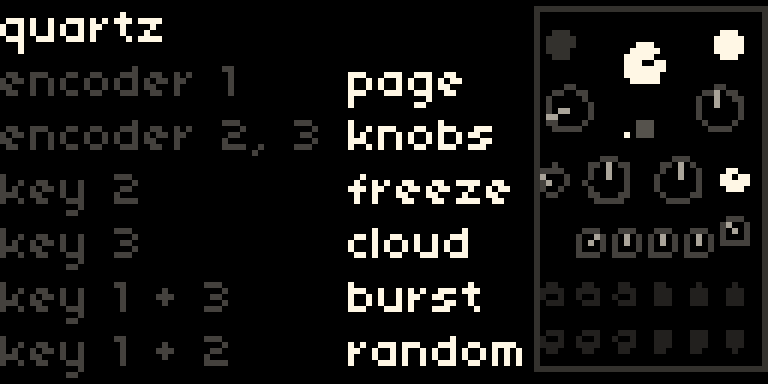 quartz
encoder 1 page
encoder 2, 3 knobs
key 2 freeze
key 3 cloud
key 1 + 3 burst
key 1 + 2 random